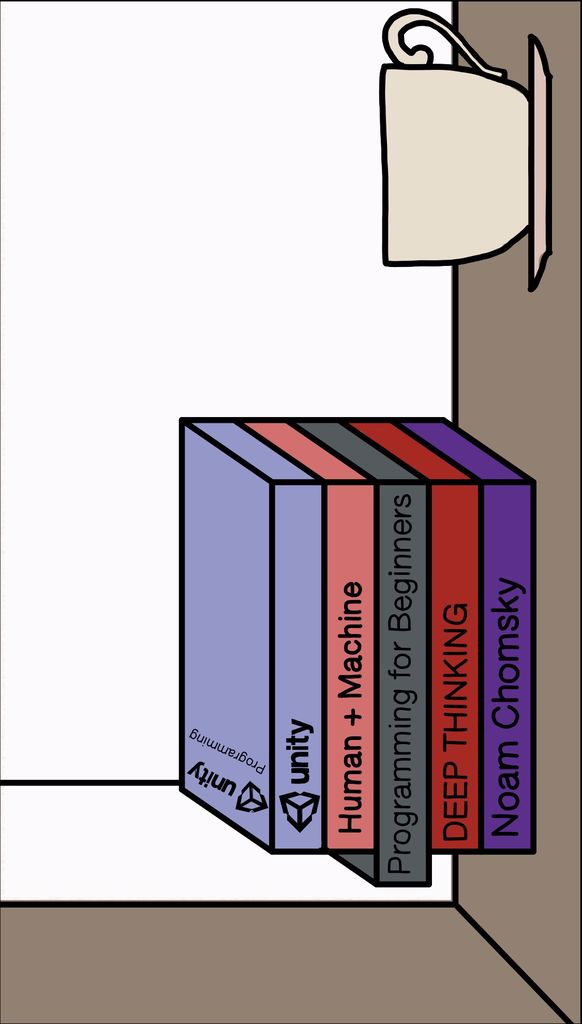 unity
Programming
unity
Human + Machine
Programming for Beginners
DEEP THINKING
Noam Chomsky